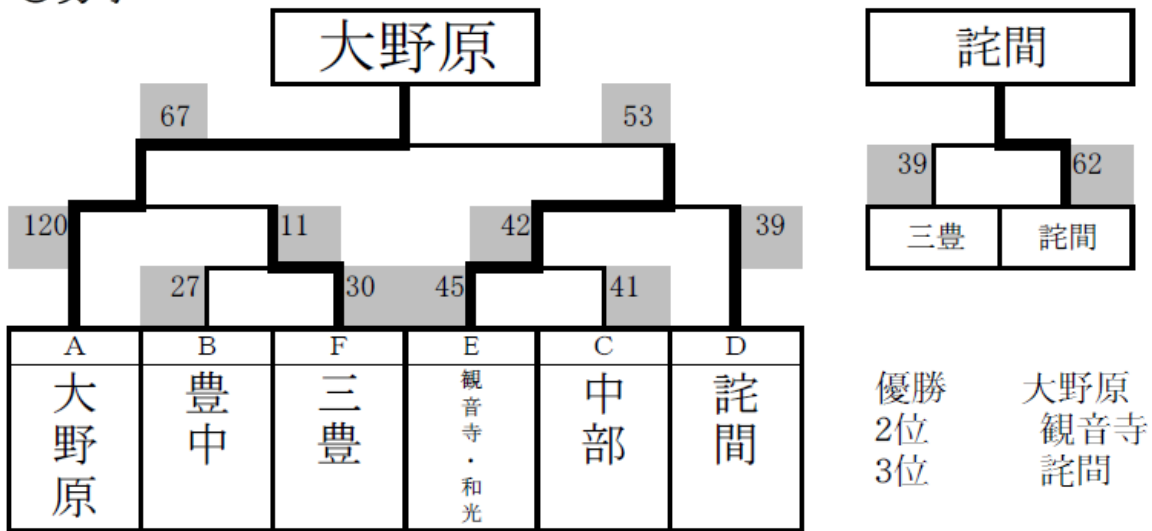 大野原
詫間
67
53
39
62
120
11
42
39
三豊
詫間
27
30
45
41
A
B
F
E
C
D
大野原
豊中
三豊
観音寺・和光
中部
詫間
優勝 大野原
2位 観音寺
3位 詫間